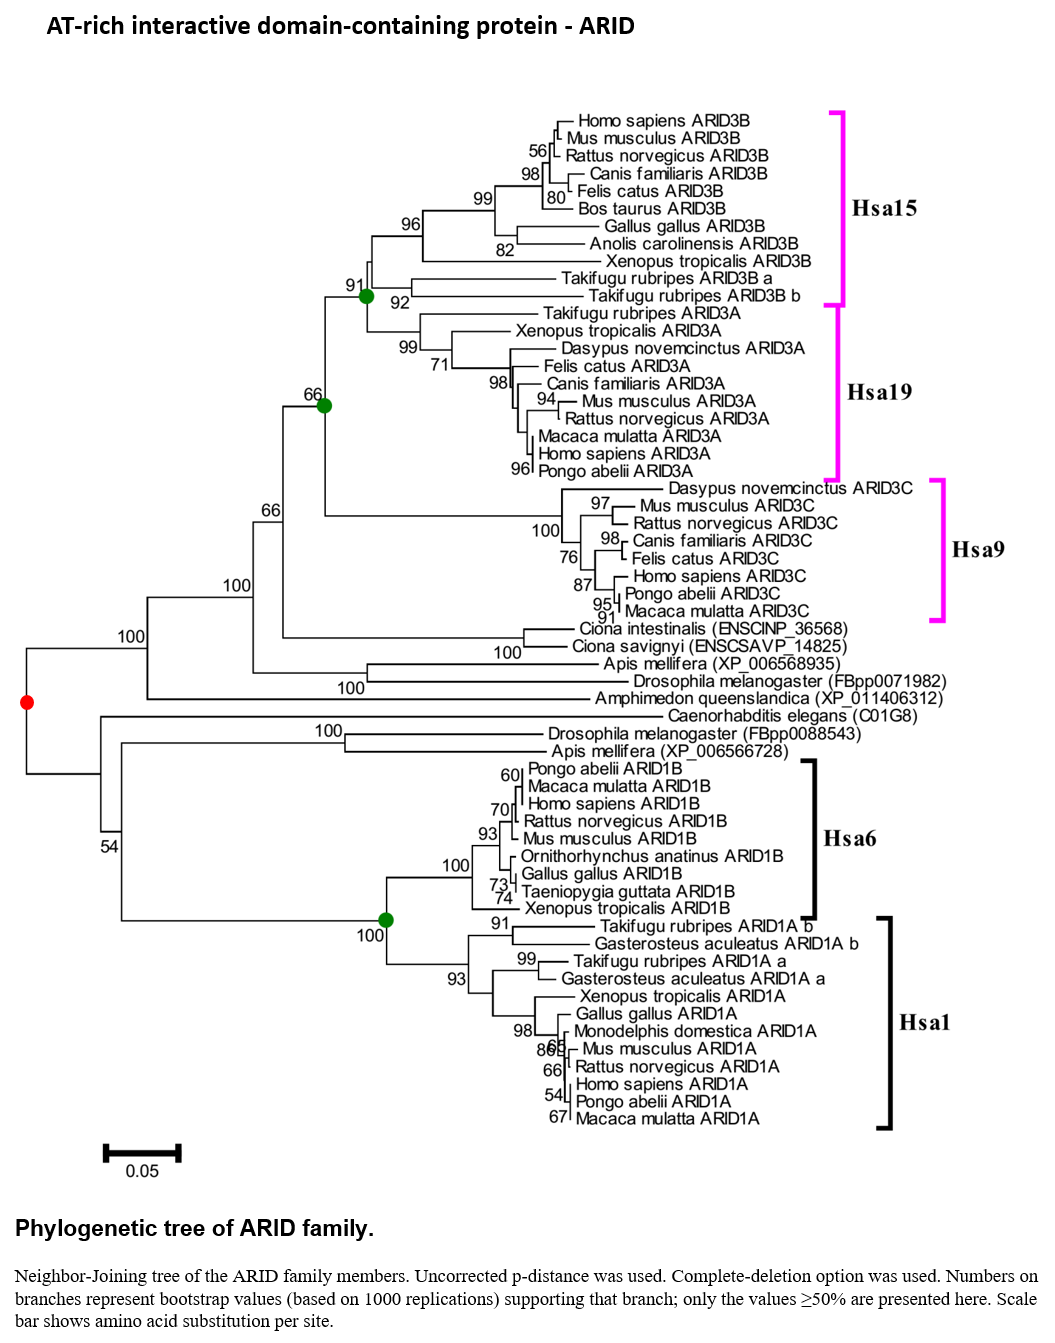 AT-rich interactive domain-containing protein - ARID
Homo sapiens ARID3B
Mus musculus ARID3B
56
Rattus norvegicus ARID3B
98
Canis familiaris ARID3B
80
Felis catus ARID3B
99
Bos taurus ARID3B
Hsa15
96
Gallus gallus ARID3B
82
Anolis carolinensis ARID3B
Xenopus tropicalis ARID3B
91
Takifugu rubripes ARID3B a
92
Takifugu rubripes ARID3B b
Takifugu rubripes ARID3A
99
Xenopus tropicalis ARID3A
71
Dasypus novemcinctus ARID3A
98
Felis catus ARID3A
Canis familiaris ARID3A
66
94
Mus musculus ARID3A
Hsa19
Rattus norvegicus ARID3A
Macaca mulatta ARID3A
Homo sapiens ARID3A
96
Pongo abelii ARID3A
Dasypus novemcinctus ARID3C
66
97
Mus musculus ARID3C
100
Rattus norvegicus ARID3C
98
Canis familiaris ARID3C
76
Felis catus ARID3C
Hsa9
87
Homo sapiens ARID3C
95
Pongo abelii ARID3C
91
Macaca mulatta ARID3C
100
Ciona intestinalis (ENSCINP_36568)
100
Ciona savignyi (ENSCSAVP_14825)
100
Apis mellifera (XP_006568935)
100
Drosophila melanogaster (FBpp0071982)
Amphimedon queenslandica (XP_011406312)
Caenorhabditis elegans (C01G8)
100
Drosophila melanogaster (FBpp0088543)
Apis mellifera (XP_006566728)
60
Pongo abelii ARID1B
Macaca mulatta ARID1B
70
Homo sapiens ARID1B
93
Rattus norvegicus ARID1B
54
Mus musculus ARID1B
Hsa6
100
Ornithorhynchus anatinus ARID1B
73
Gallus gallus ARID1B
74
Taeniopygia guttata ARID1B
Xenopus tropicalis ARID1B
100
91
Takifugu rubripes ARID1A b
Gasterosteus aculeatus ARID1A b
93
99
Takifugu rubripes ARID1A a
Gasterosteus aculeatus ARID1A a
Xenopus tropicalis ARID1A
98
Gallus gallus ARID1A
Hsa1
65
Monodelphis domestica ARID1A
86
Mus musculus ARID1A
66
Rattus norvegicus ARID1A
54
Homo sapiens ARID1A
Pongo abelii ARID1A
67
Macaca mulatta ARID1A
0.05
Phylogenetic tree of ARID family.
Neighbor-Joining tree of the ARID family members. Uncorrected p-distance was used. Complete-deletion option was used. Numbers on
branches represent bootstrap values (based on 1000 replications) supporting that branch; only the values ≥50% are presented here. Scale
bar shows amino acid substitution per site.